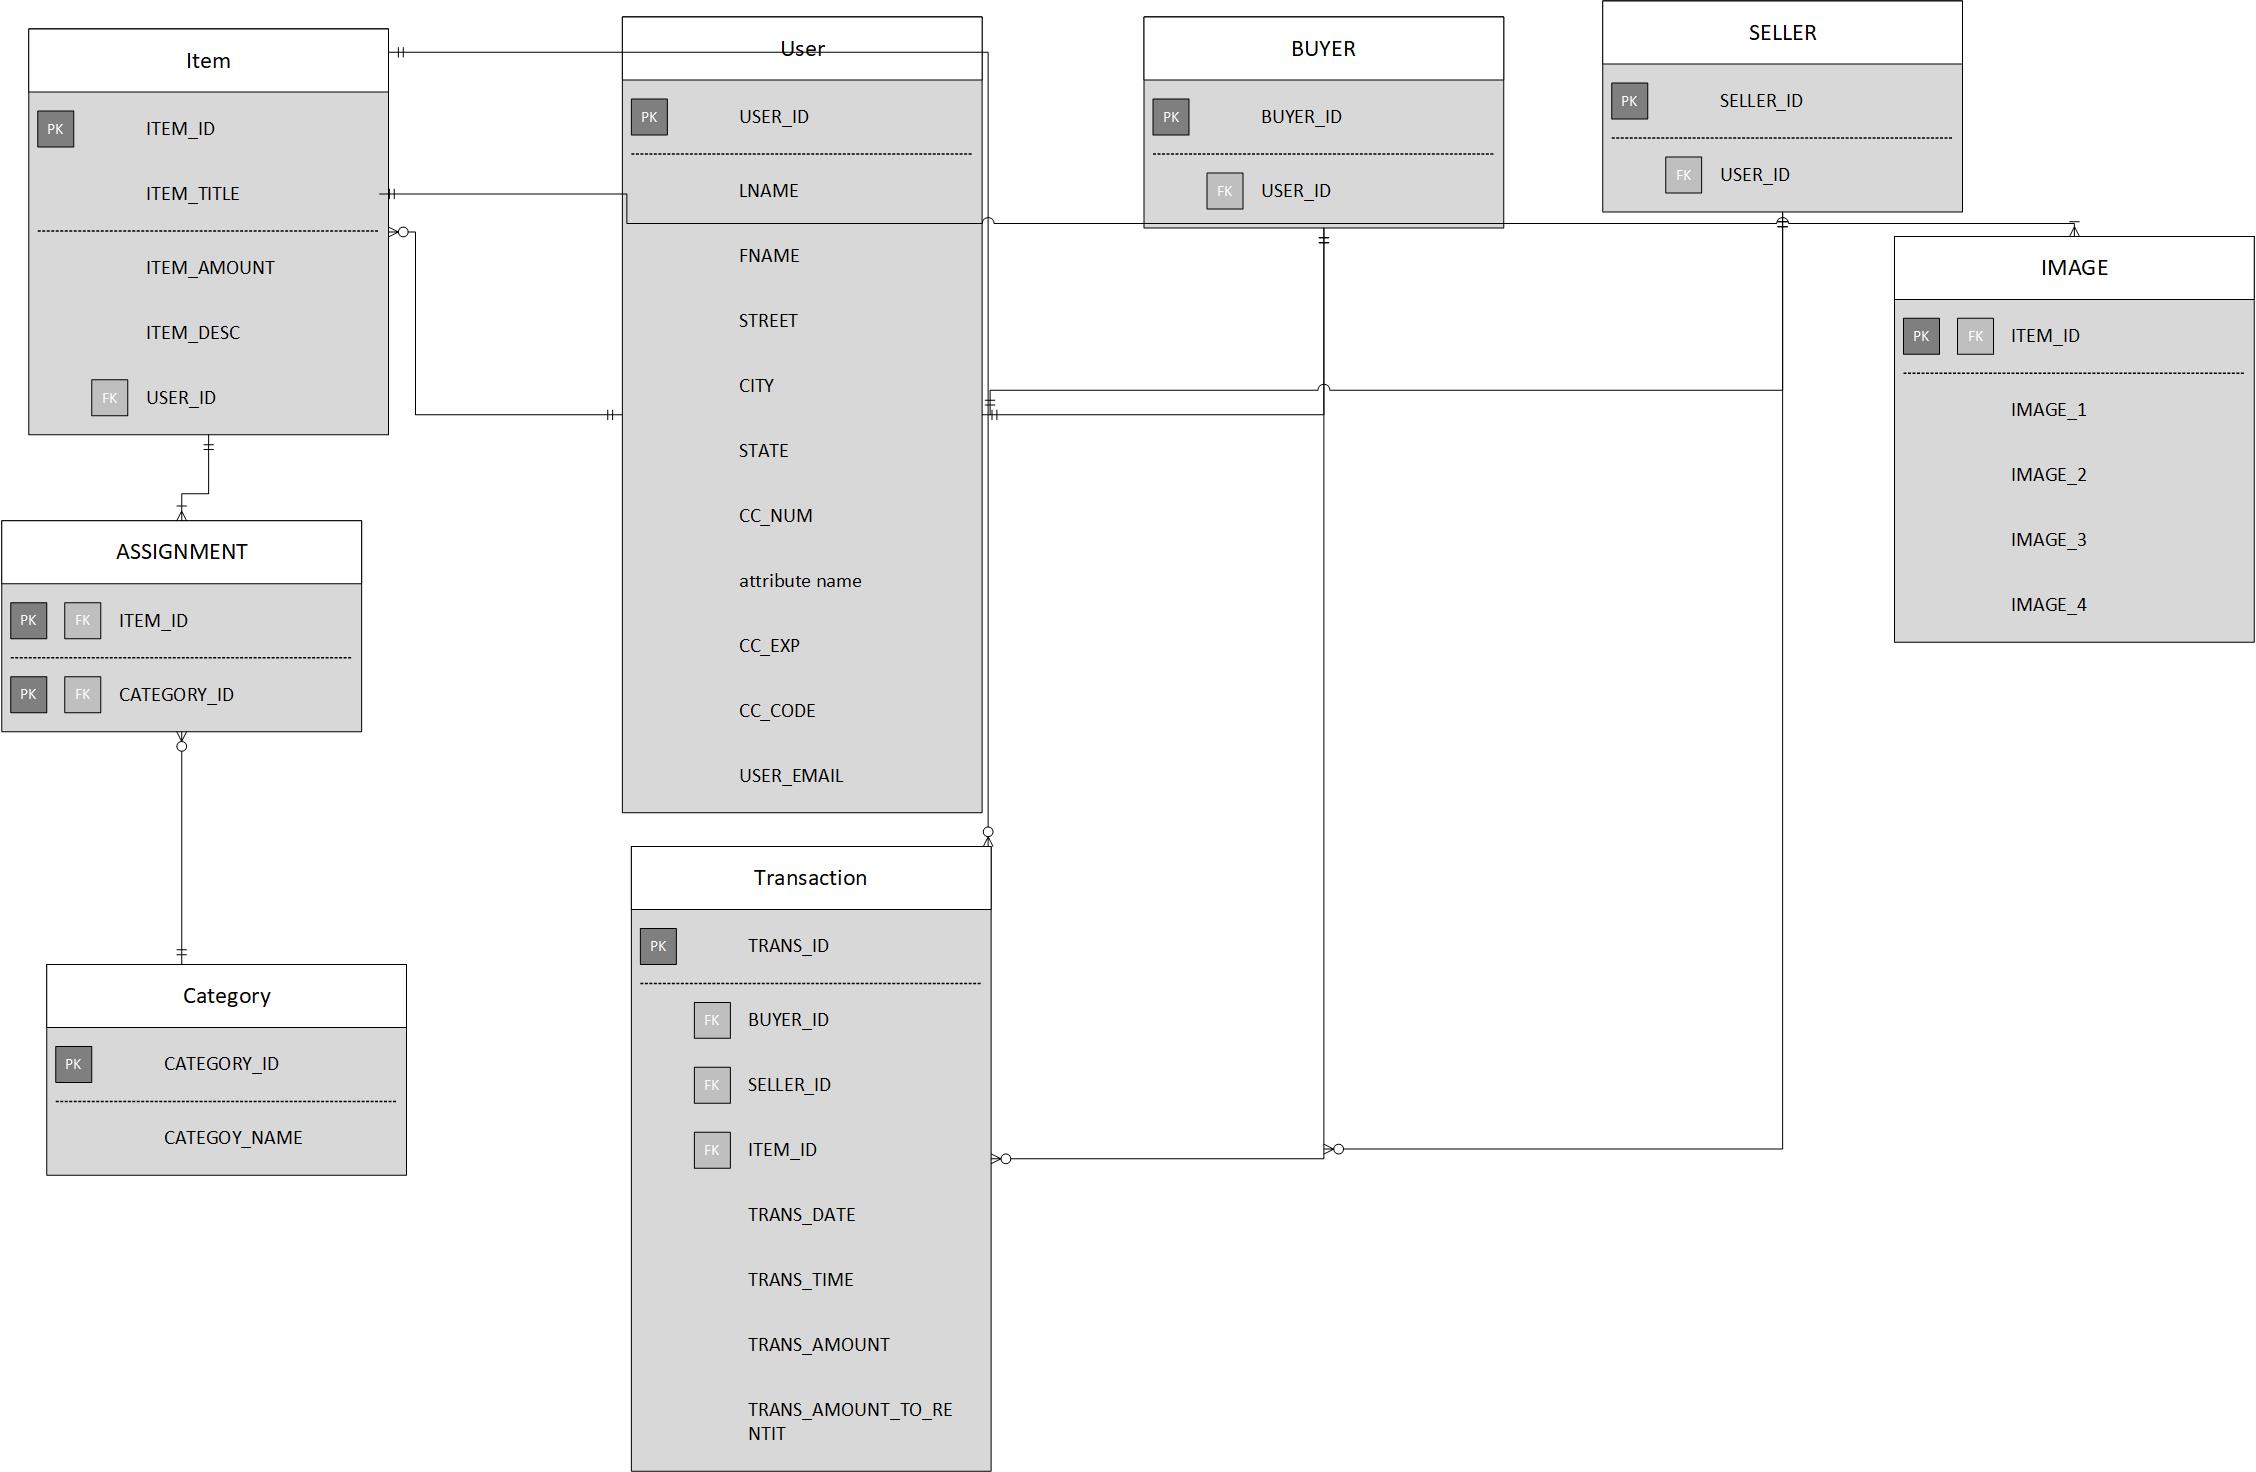 Item
PK ITEM_ID
ITEM_TITLE
ITEM_AMOUNT
ITEM_DESC
FK USER_ID
User
PK USER_ID
LNAME
FNAME
STREET
CITY
STATE
CC_NUM
attribute name
CC_EXP
CC_CODE
USER_EMAIL
BUYER
PK BUYER_ID
FK USER_ID
SELLER
PK SELLER_ID
FK USER_ID
IMAGE
PK FK ITEM_ID
IMAGE_1
IMAGE_2
IMAGE_3
IMAGE_4
ASSIGNMENT
PK FK ITEM_ID
PK FK CATEGORY_ID
Category
PK CATEGORY_ID
CATEGOY_NAME
Transaction
PK TRANS_ID
FK BUYER_ID
FK SELLER_ID
FK ITEM_ID
TRANS_DATE
TRANS_TIME
TRANS_AMOUNT
TRANS_AMOUNT_TO_RE
NTIT